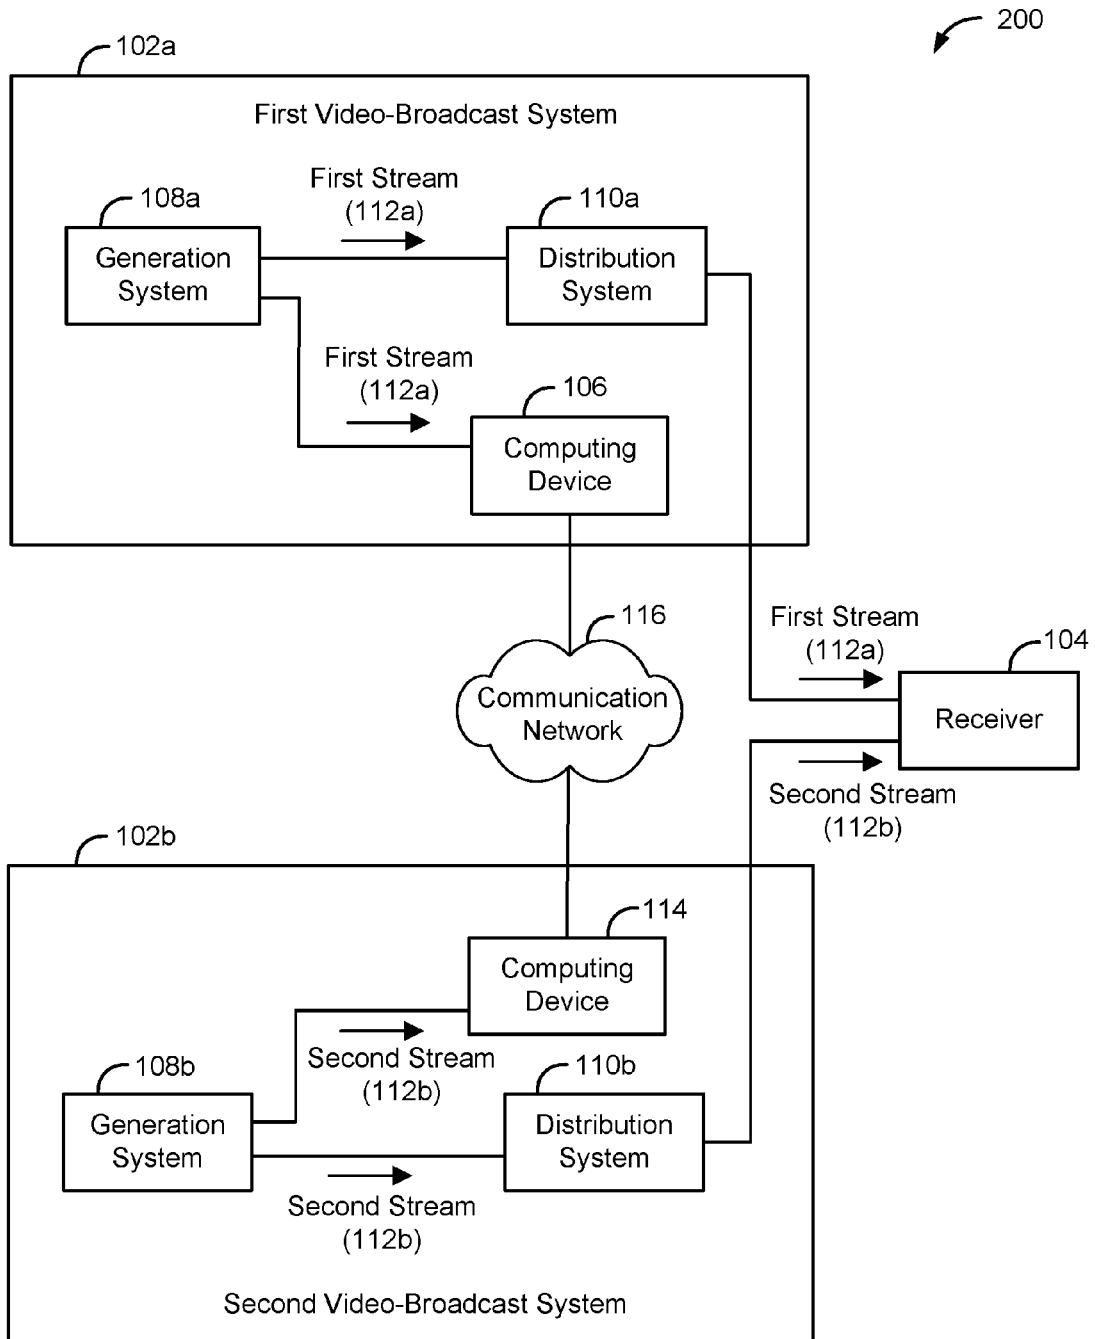 200
102a
First Video-Broadcast System
First Stream
(112a)
108a
110a
Generation
System
Distribution
System
First Stream
(112a)
106
Computing
Device
116
Communication
Network
First Stream
(112a)
104
Receiver
Second Stream
(112b)
102b
114
Computing
Device
Second Stream
(112b)
108b
110b
Generation
System
Distribution
System
Second Stream
(112b)
Second Video-Broadcast System